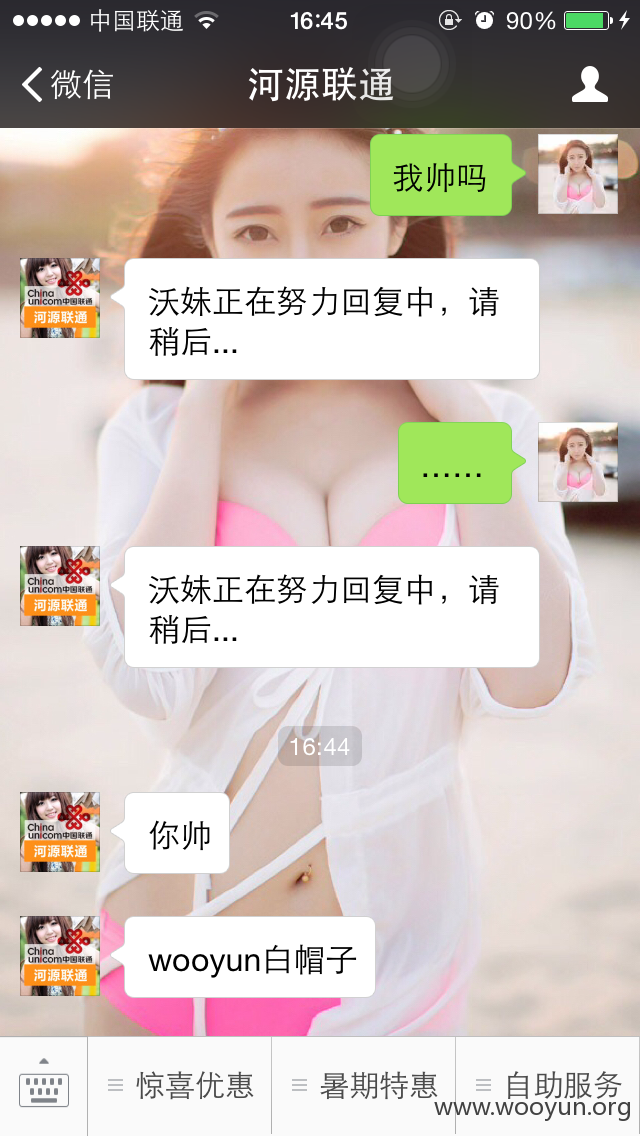 中国联通 16:45 90%
微信 河源联通
我帅吗
China
unicom中国联通
河源联通
沃妹正在努力回复中，请
稍后...
......
China
unicom中国联通
河源联通
沃妹正在努力回复中，请
稍后...
16:44
China
unicom中国联通
河源联通
你帅
China
unicom中国联通
河源联通
wooyun白帽子
惊喜优惠 暑期特惠 自助服务
www.wooyun.org